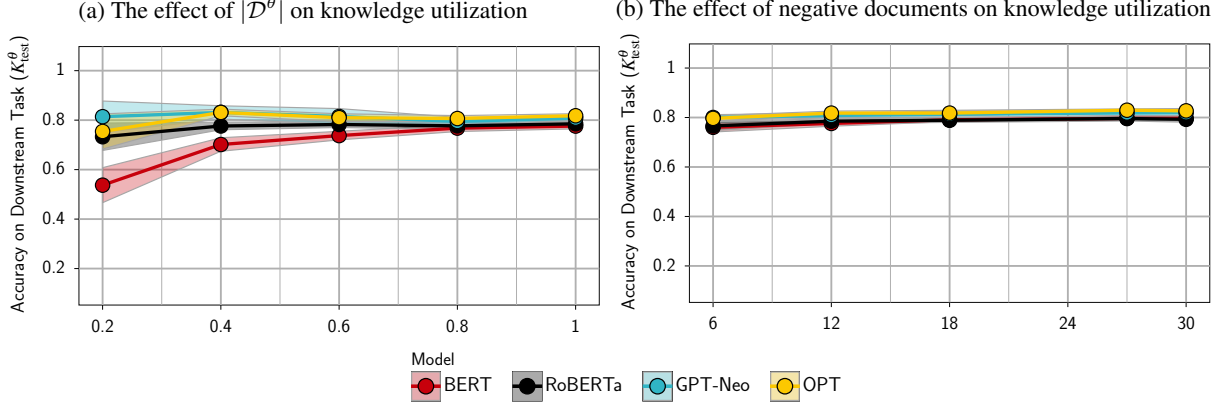 (a) The effect of |𝒟^θ| on knowledge utilization
(b) The effect of negative documents on knowledge utilization
Accuracy on Downstream Task (K^θ_test)
1
0.8
0.6
0.4
0.2
0.2 0.4 0.6 0.8 1
Accuracy on Downstream Task (K^θ_test)
1
0.8
0.6
0.4
0.2
6 12 18 24 30
Model
BERT RoBERTa GPT-Neo OPT